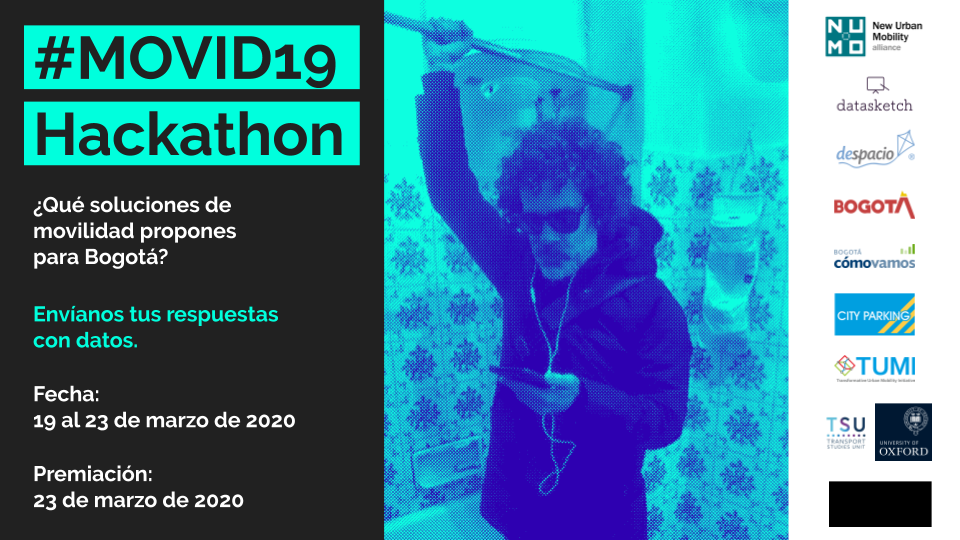 #MOVID19
Hackathon
¿Qué soluciones de
movilidad propones
para Bogotá?
Envíanos tus respuestas
con datos.
Fecha:
19 al 23 de marzo de 2020
Premiación:
23 de marzo de 2020
NUMO
New Urban
Mobility
alliance
datasketch
despacio®
BOGOTÁ
BOGOTÁ
cómovamos
CITY PARKING
TUMI
Transformative Urban Mobility Initiative
TSU
TRANSPORT
STUDIES UNIT
UNIVERSITY OF
OXFORD